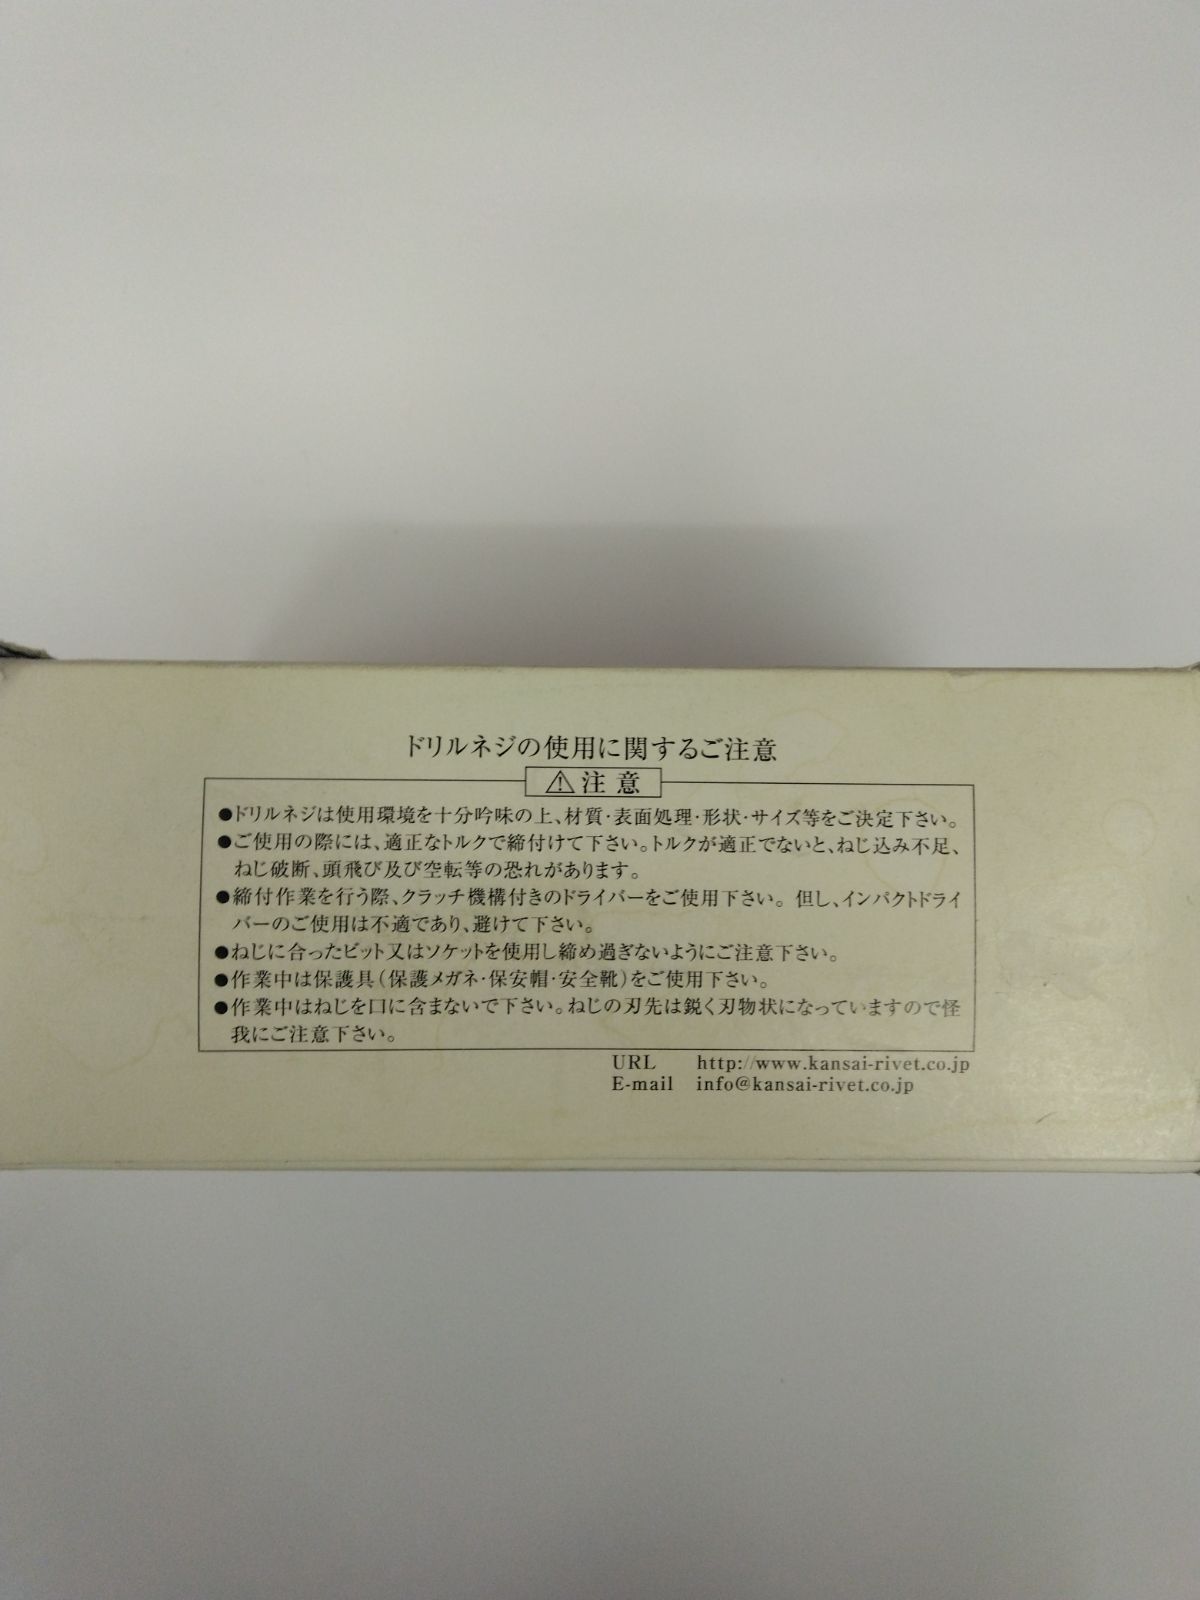 ドリルネジの使用に関するご注意
⚠注意
●ドリルネジは使用環境を十分吟味の上、材質・表面処理・形状・サイズ等をご決定下さい。
●ご使用の際には、適正なトルクで締付けて下さい。トルクが適正でないと、ねじ込み不足、
ねじ破断、頭飛び及び空転等の恐れがあります。
●締付作業を行う際、クラッチ機構付きのドライバーをご使用下さい。但し、インパクトドライ
バーのご使用は不適であり、避けて下さい。
●ねじに合ったビット又はソケットを使用し締め過ぎないようにご注意下さい。
●作業中は保護具(保護メガネ・保安帽・安全靴)をご使用下さい。
●作業中はねじを口に含まないで下さい。ねじの刃先は鋭く刃物状になっていますので怪
我にご注意下さい。
URL http://www.kansai-rivet.co.jp
E-mail info@kansai-rivet.co.jp